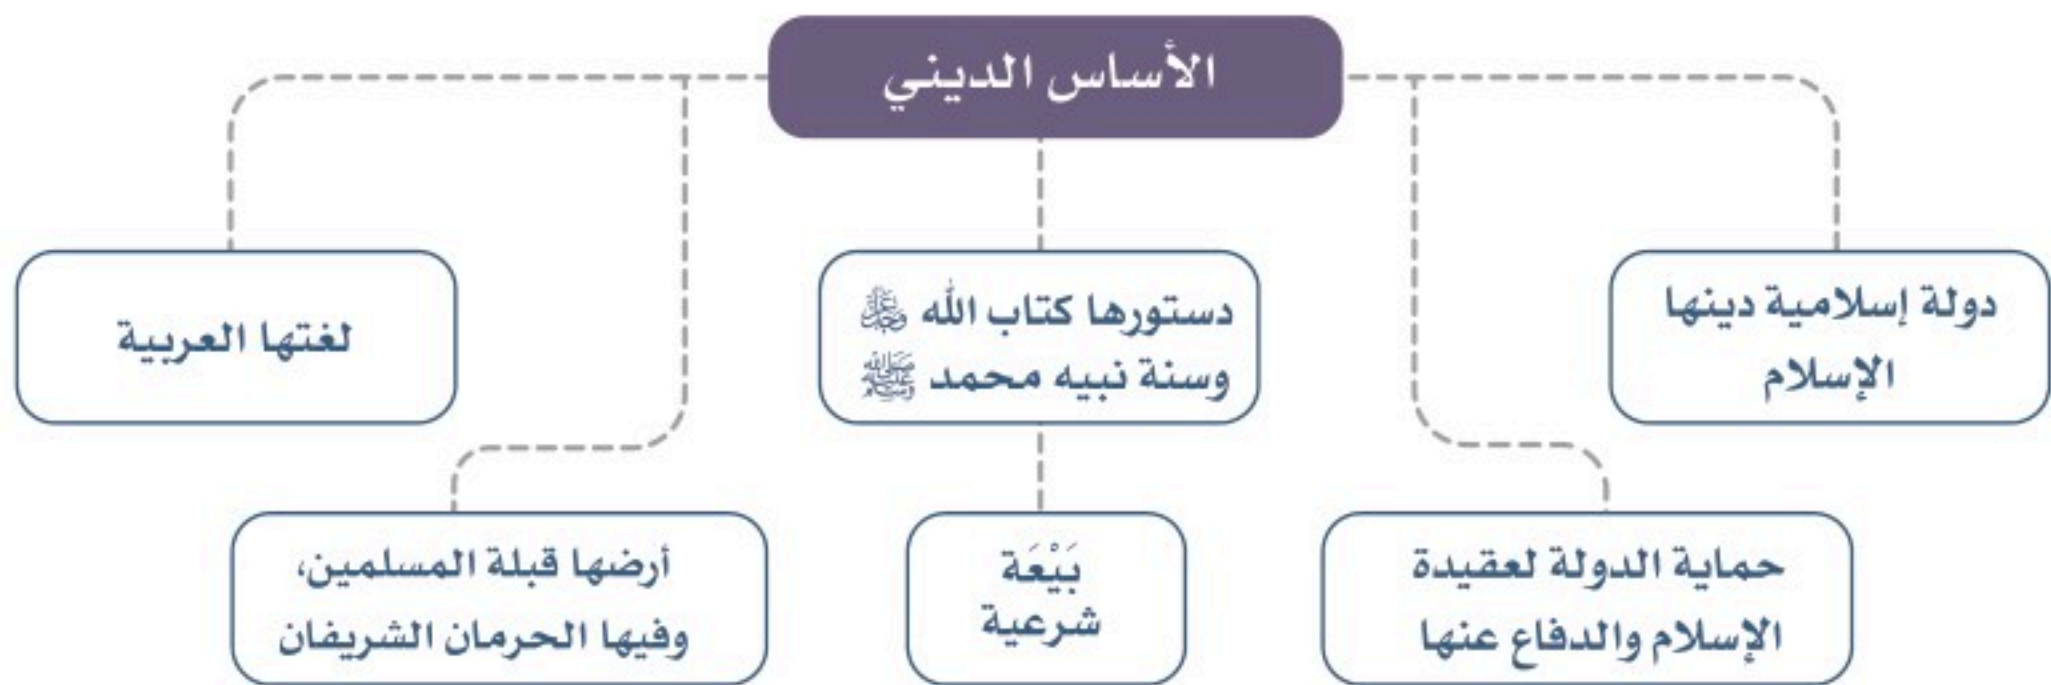 الأساس الديني
دولة إسلامية دينها
الإسلام
دستورها كتاب الله ﷻ
وسنة نبيه محمد ﷺ
لغتها العربية
حماية الدولة لعقيدة
الإسلام والدفاع عنها
بَيْعَة
شرعية
أرضها قبلة المسلمين،
وفيها الحرمان الشريفان